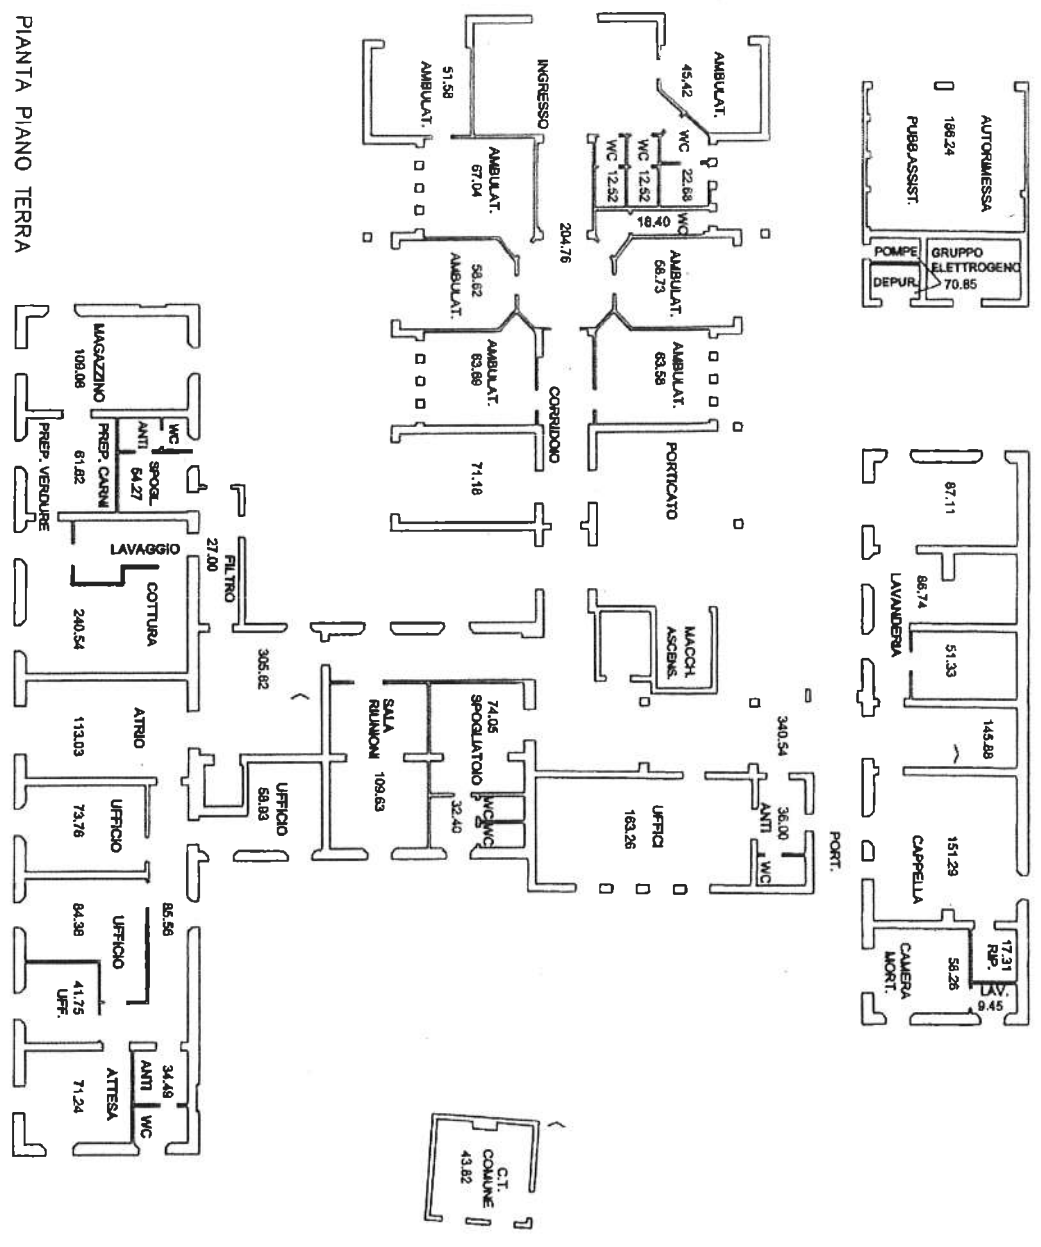 PIANTA PIANO TERRA
AMBULAT.
51.58
INGRESSO
AMBULAT.
45.42
WC
22.68
WC 12.52
WC 12.52
18.40
WC
AMBULAT.
67.04
204.76
AMBULAT.
58.62
AMBULAT.
58.73
AMBULAT.
63.69
AMBULAT.
63.58
CORRIDOIO
71.18
PORTICATO
AUTORIMESSA
186.24
PUBB.ASSIST.
POMPE
GRUPPO
ELETTROGENO
DEPUR.
70.85
MAGAZZINO
109.08
WC
ANTI
SPOGL.
54.27
PREP. CARNI
61.62
PREP. VERDURE
LAVAGGIO
COTTURA
240.54
FILTRO
27.00
305.62
ATRIO
113.03
UFFICIO
73.76
UFFICIO
84.38
85.56
41.75
UFF.
34.49
ANTI
WC
ATTESA
71.24
UFFICIO
58.93
SALA
RIUNIONI
109.63
74.05
SPOGLIATOIO
32.40
WC
WC
MACCH.
ASCENS.
340.54
UFFICI
163.26
36.00
ANTI
WC
PORT.
87.11
86.74
LAVANDERIA
51.33
145.88
151.29
CAPPELLA
17.31
RIP.
58.26
CAMERA
MORT.
LAV.
9.45
C.T.
COMUNE
43.82